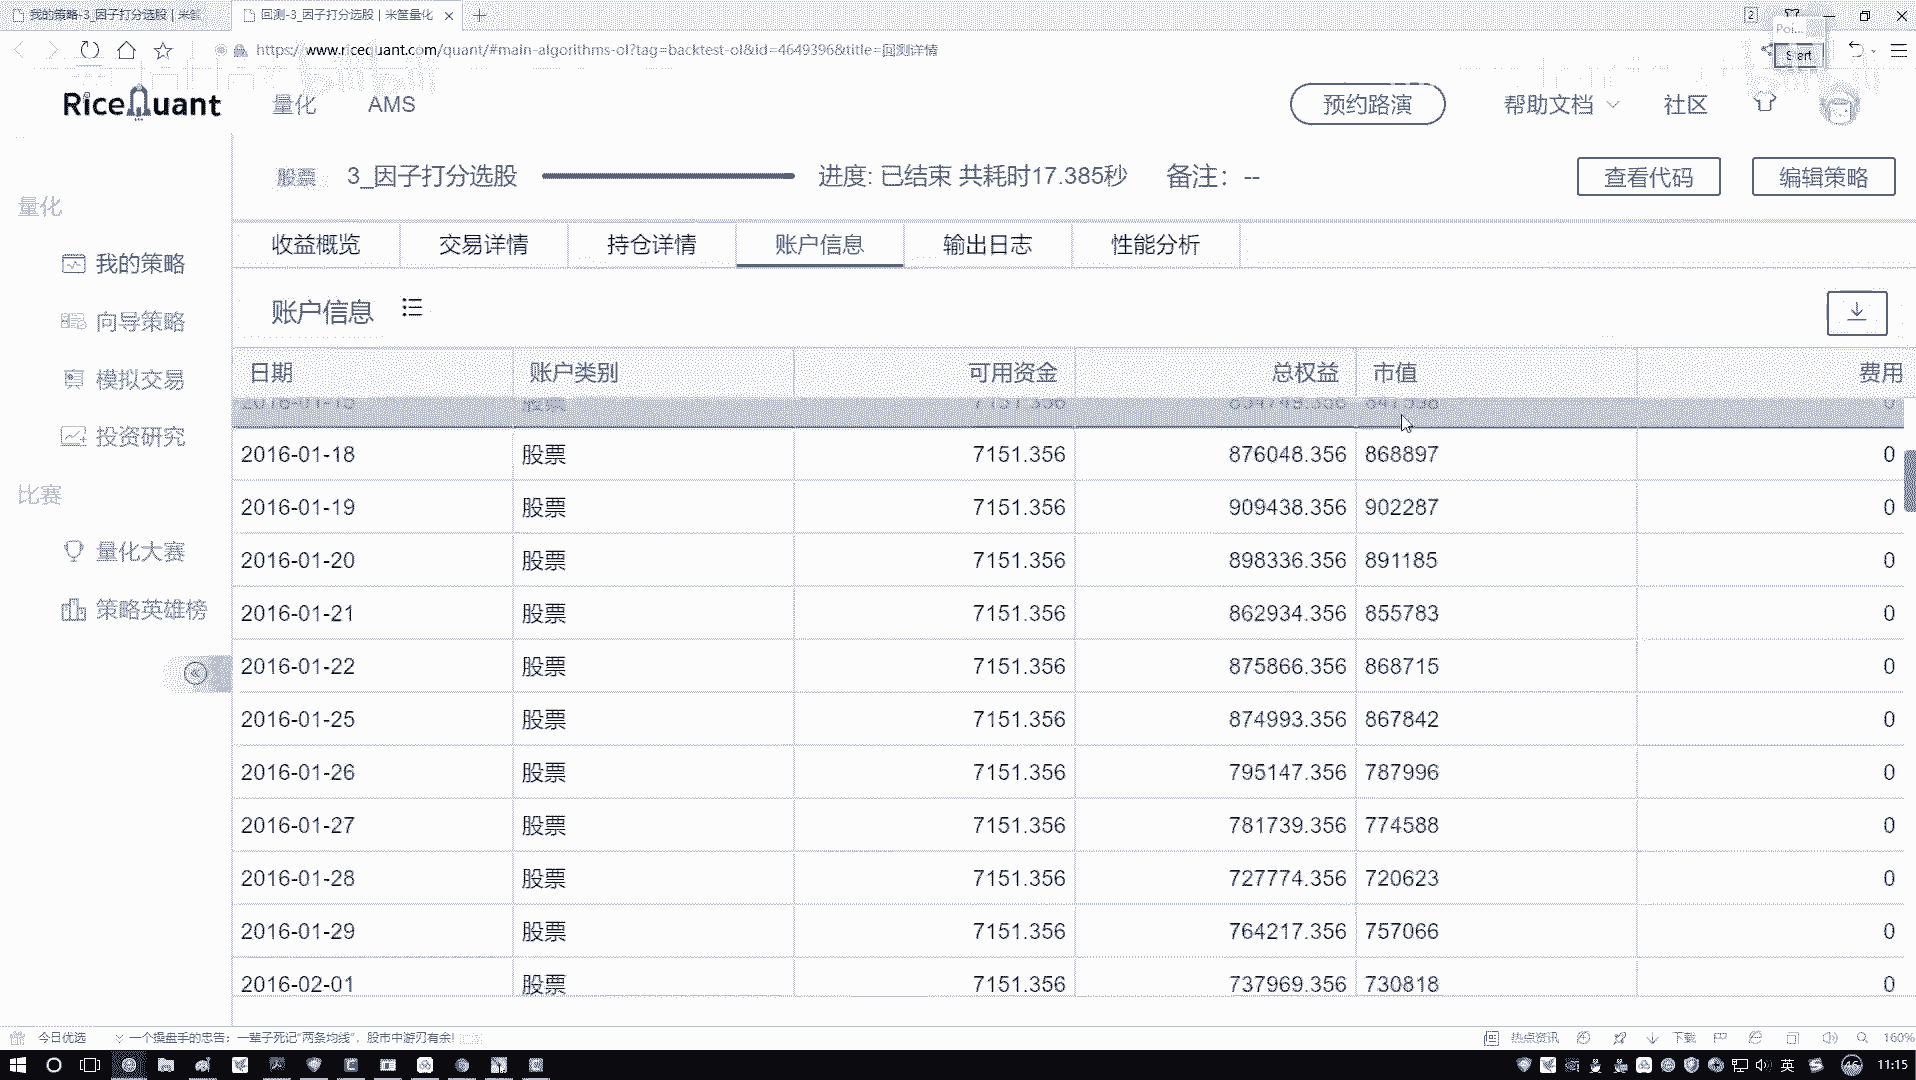 我的策略-3_因子打分选股 | 米筐
回测-3_因子打分选股 | 米筐量化
2
https://www.ricequant.com/quant/#main-algorithms-ol?tag=backtest-ol&id=4649396&title=回测详情
Poi...
Start
RiceQuant 量化 AMS 预约路演 帮助文档 社区
股票 3_因子打分选股 进度: 已结束 共耗时17.385秒 备注: -- 查看代码 编辑策略
量化
我的策略
向导策略
模拟交易
投资研究
比赛
量化大赛
策略英雄榜
收益概览 交易详情 持仓详情 账户信息 输出日志 性能分析
账户信息
日期 账户类别 可用资金 总权益 市值 费用
2016-01-18 股票 7151.356 876048.356 868897 0
2016-01-19 股票 7151.356 909438.356 902287 0
2016-01-20 股票 7151.356 898336.356 891185 0
2016-01-21 股票 7151.356 862934.356 855783 0
2016-01-22 股票 7151.356 875866.356 868715 0
2016-01-25 股票 7151.356 874993.356 867842 0
2016-01-26 股票 7151.356 795147.356 787996 0
2016-01-27 股票 7151.356 781739.356 774588 0
2016-01-28 股票 7151.356 727774.356 720623 0
2016-01-29 股票 7151.356 764217.356 757066 0
2016-02-01 股票 7151.356 737969.356 730818 0
今日优选 一个操盘手的忠告：一辈子死记"两条均线"，股市中游刃有余! 热点资讯 下载 160%
英 46 11:15